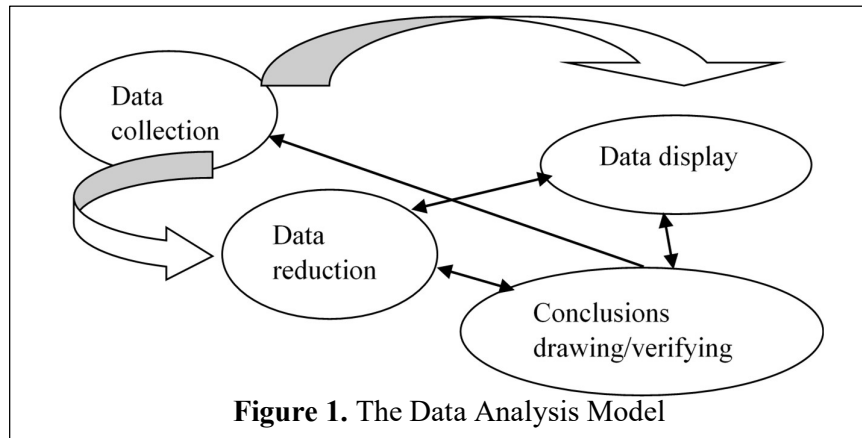 Data
collection
Data display
Data
reduction
Conclusions
drawing/verifying
Figure 1. The Data Analysis Model